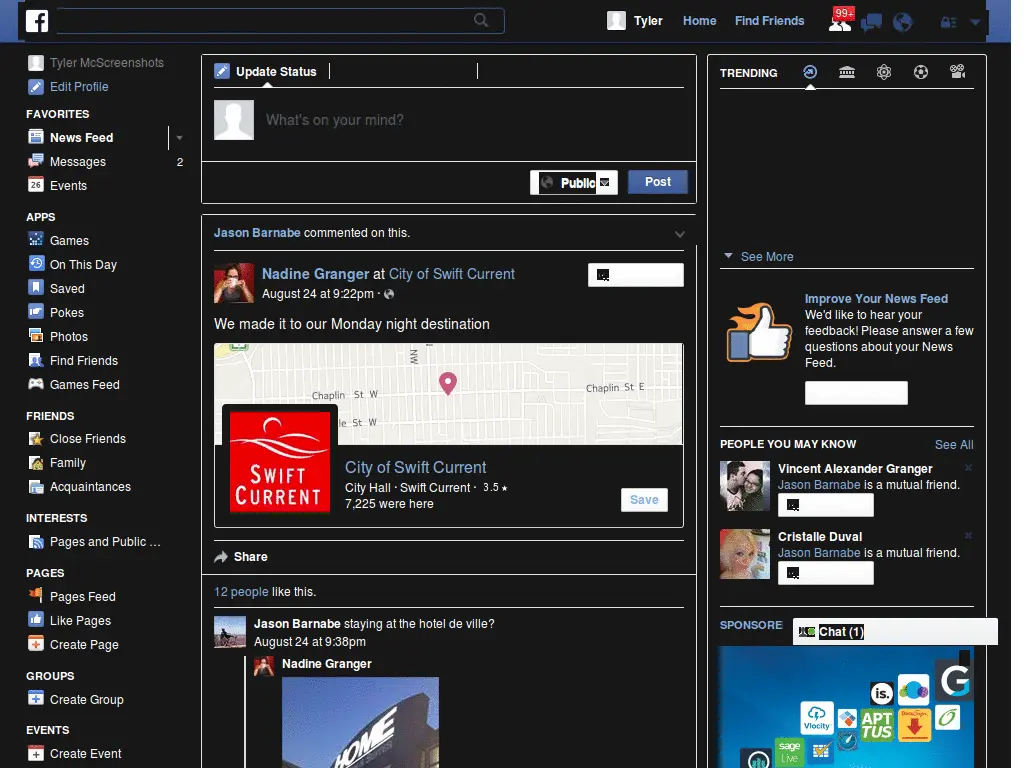 f
Tyler
Home
Find Friends
99+
Tyler McScreenshots
Edit Profile
FAVORITES
News Feed
Messages
2
26
Events
APPS
Games
On This Day
Saved
Pokes
Photos
Find Friends
Games Feed
FRIENDS
Close Friends
Family
Acquaintances
INTERESTS
Pages and Public ...
PAGES
Pages Feed
Like Pages
Create Page
GROUPS
Create Group
EVENTS
Create Event
Update Status
What's on your mind?
Public
Post
Jason Barnabe commented on this.
Nadine Granger at City of Swift Current
August 24 at 9:22pm ·
We made it to our Monday night destination
NW
Chaplin St W
Chaplin St E
le St W
SWIFT
CURRENT
City of Swift Current
City Hall · Swift Current · 3.5 ★
7,225 were here
Save
Share
12 people like this.
Jason Barnabe staying at the hotel de ville?
August 24 at 9:38pm
Nadine Granger
HOME
TRENDING
See More
Improve Your News Feed
We'd like to hear your
feedback! Please answer a few
questions about your News
Feed.
PEOPLE YOU MAY KNOW
See All
Vincent Alexander Granger
Jason Barnabe is a mutual friend.
Cristalle Duval
Jason Barnabe is a mutual friend.
SPONSORE
Chat (1)
G
is.
Vlocity
APT
TUS
sage
Live